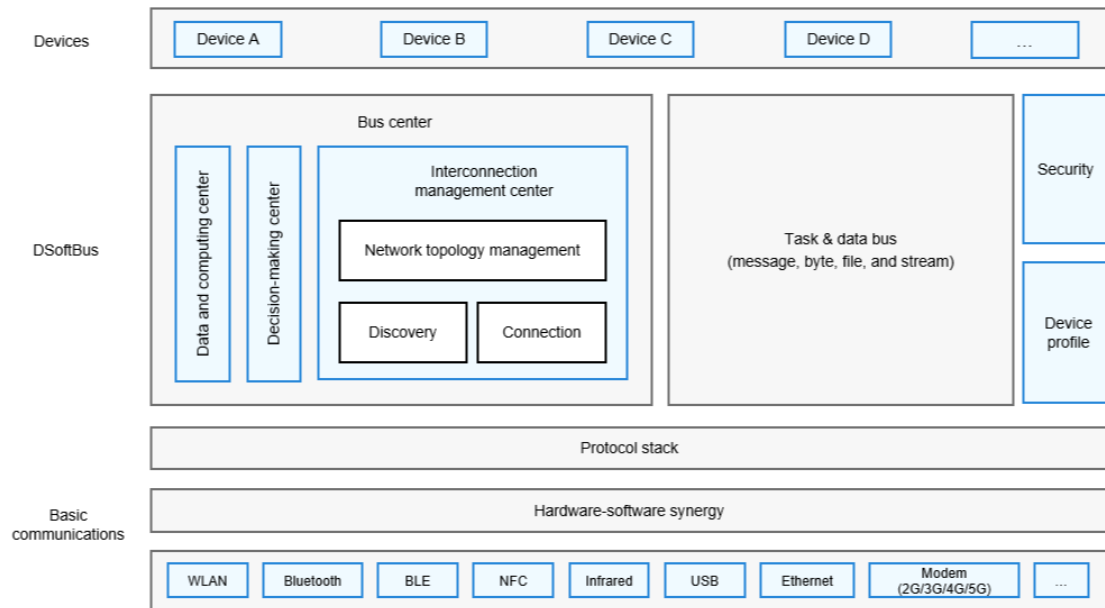 Devices
Device A
Device B
Device C
Device D
...
DSoftBus
Bus center
Data and computing center
Decision-making center
Interconnection
management center
Network topology management
Discovery
Connection
Task & data bus
(message, byte, file, and stream)
Security
Device
profile
Protocol stack
Basic
communications
Hardware-software synergy
WLAN
Bluetooth
BLE
NFC
Infrared
USB
Ethernet
Modem
(2G/3G/4G/5G)
...